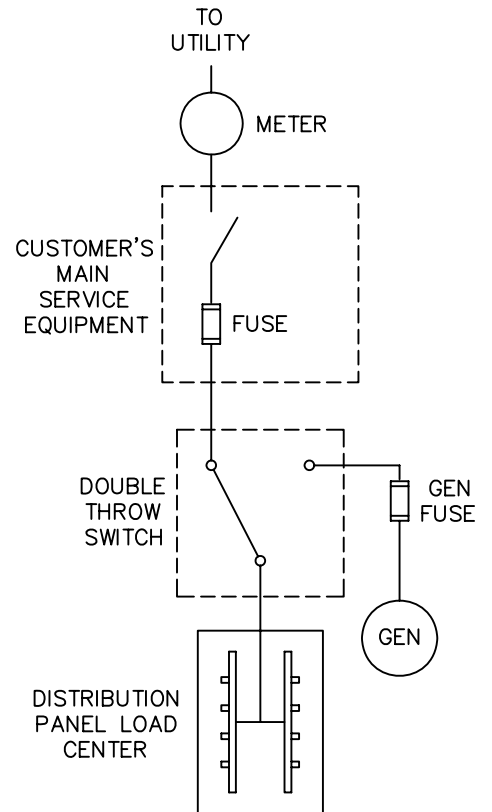 TO
UTILITY
METER
CUSTOMER'S
MAIN
SERVICE
EQUIPMENT
FUSE
DOUBLE
THROW
SWITCH
GEN
FUSE
GEN
DISTRIBUTION
PANEL LOAD
CENTER